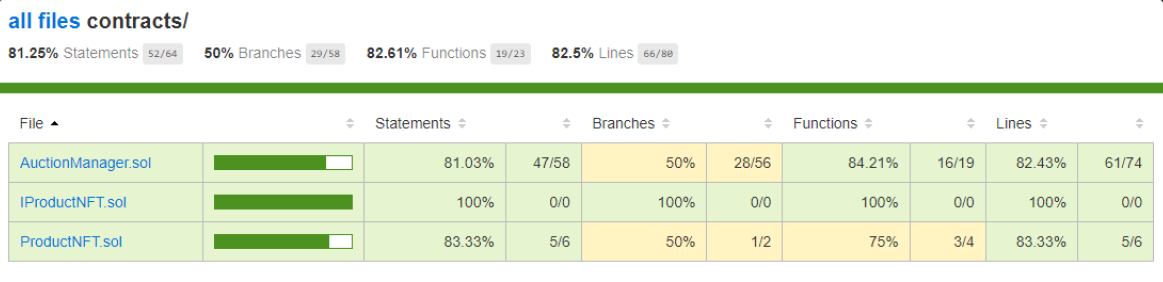 all files contracts/
81.25% Statements 52/64 50% Branches 29/58 82.61% Functions 19/23 82.5% Lines 66/80
File Statements Branches Functions Lines
AuctionManager.sol 81.03% 47/58 50% 28/56 84.21% 16/19 82.43% 61/74
IProductNFT.sol 100% 0/0 100% 0/0 100% 0/0 100% 0/0
ProductNFT.sol 83.33% 5/6 50% 1/2 75% 3/4 83.33% 5/6